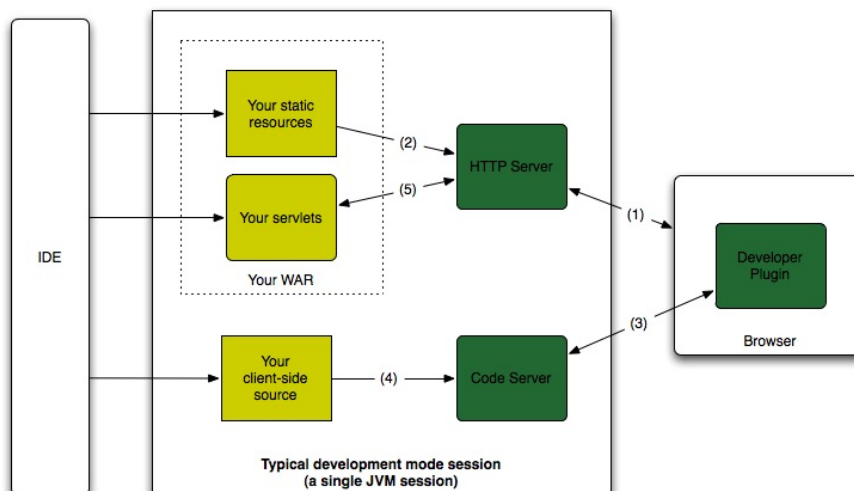 IDE
Your static
resources
(2)
HTTP Server
Your servlets
(5)
Your WAR
(1)
Developer
Plugin
Browser
(3)
Your
client-side
source
(4)
Code Server
Typical development mode session
(a single JVM session)